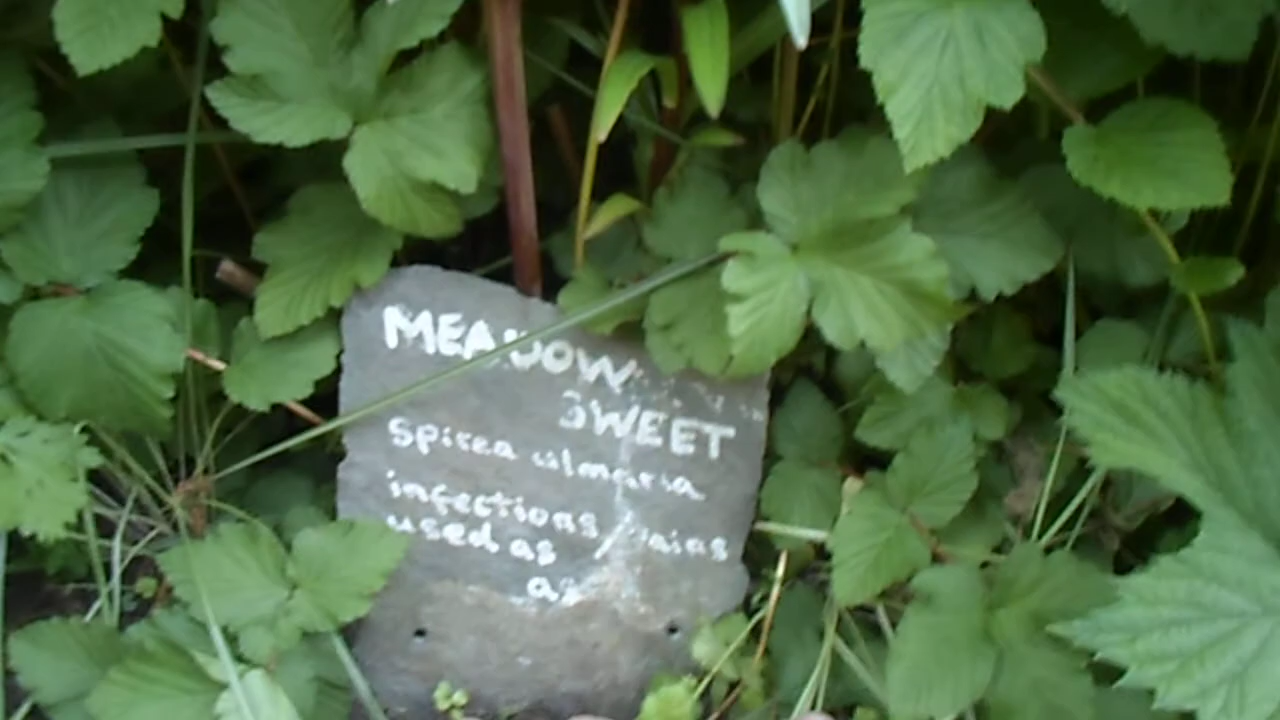 MEADOW
SWEET
Spirea ulmaria
infections / pains
used as
as